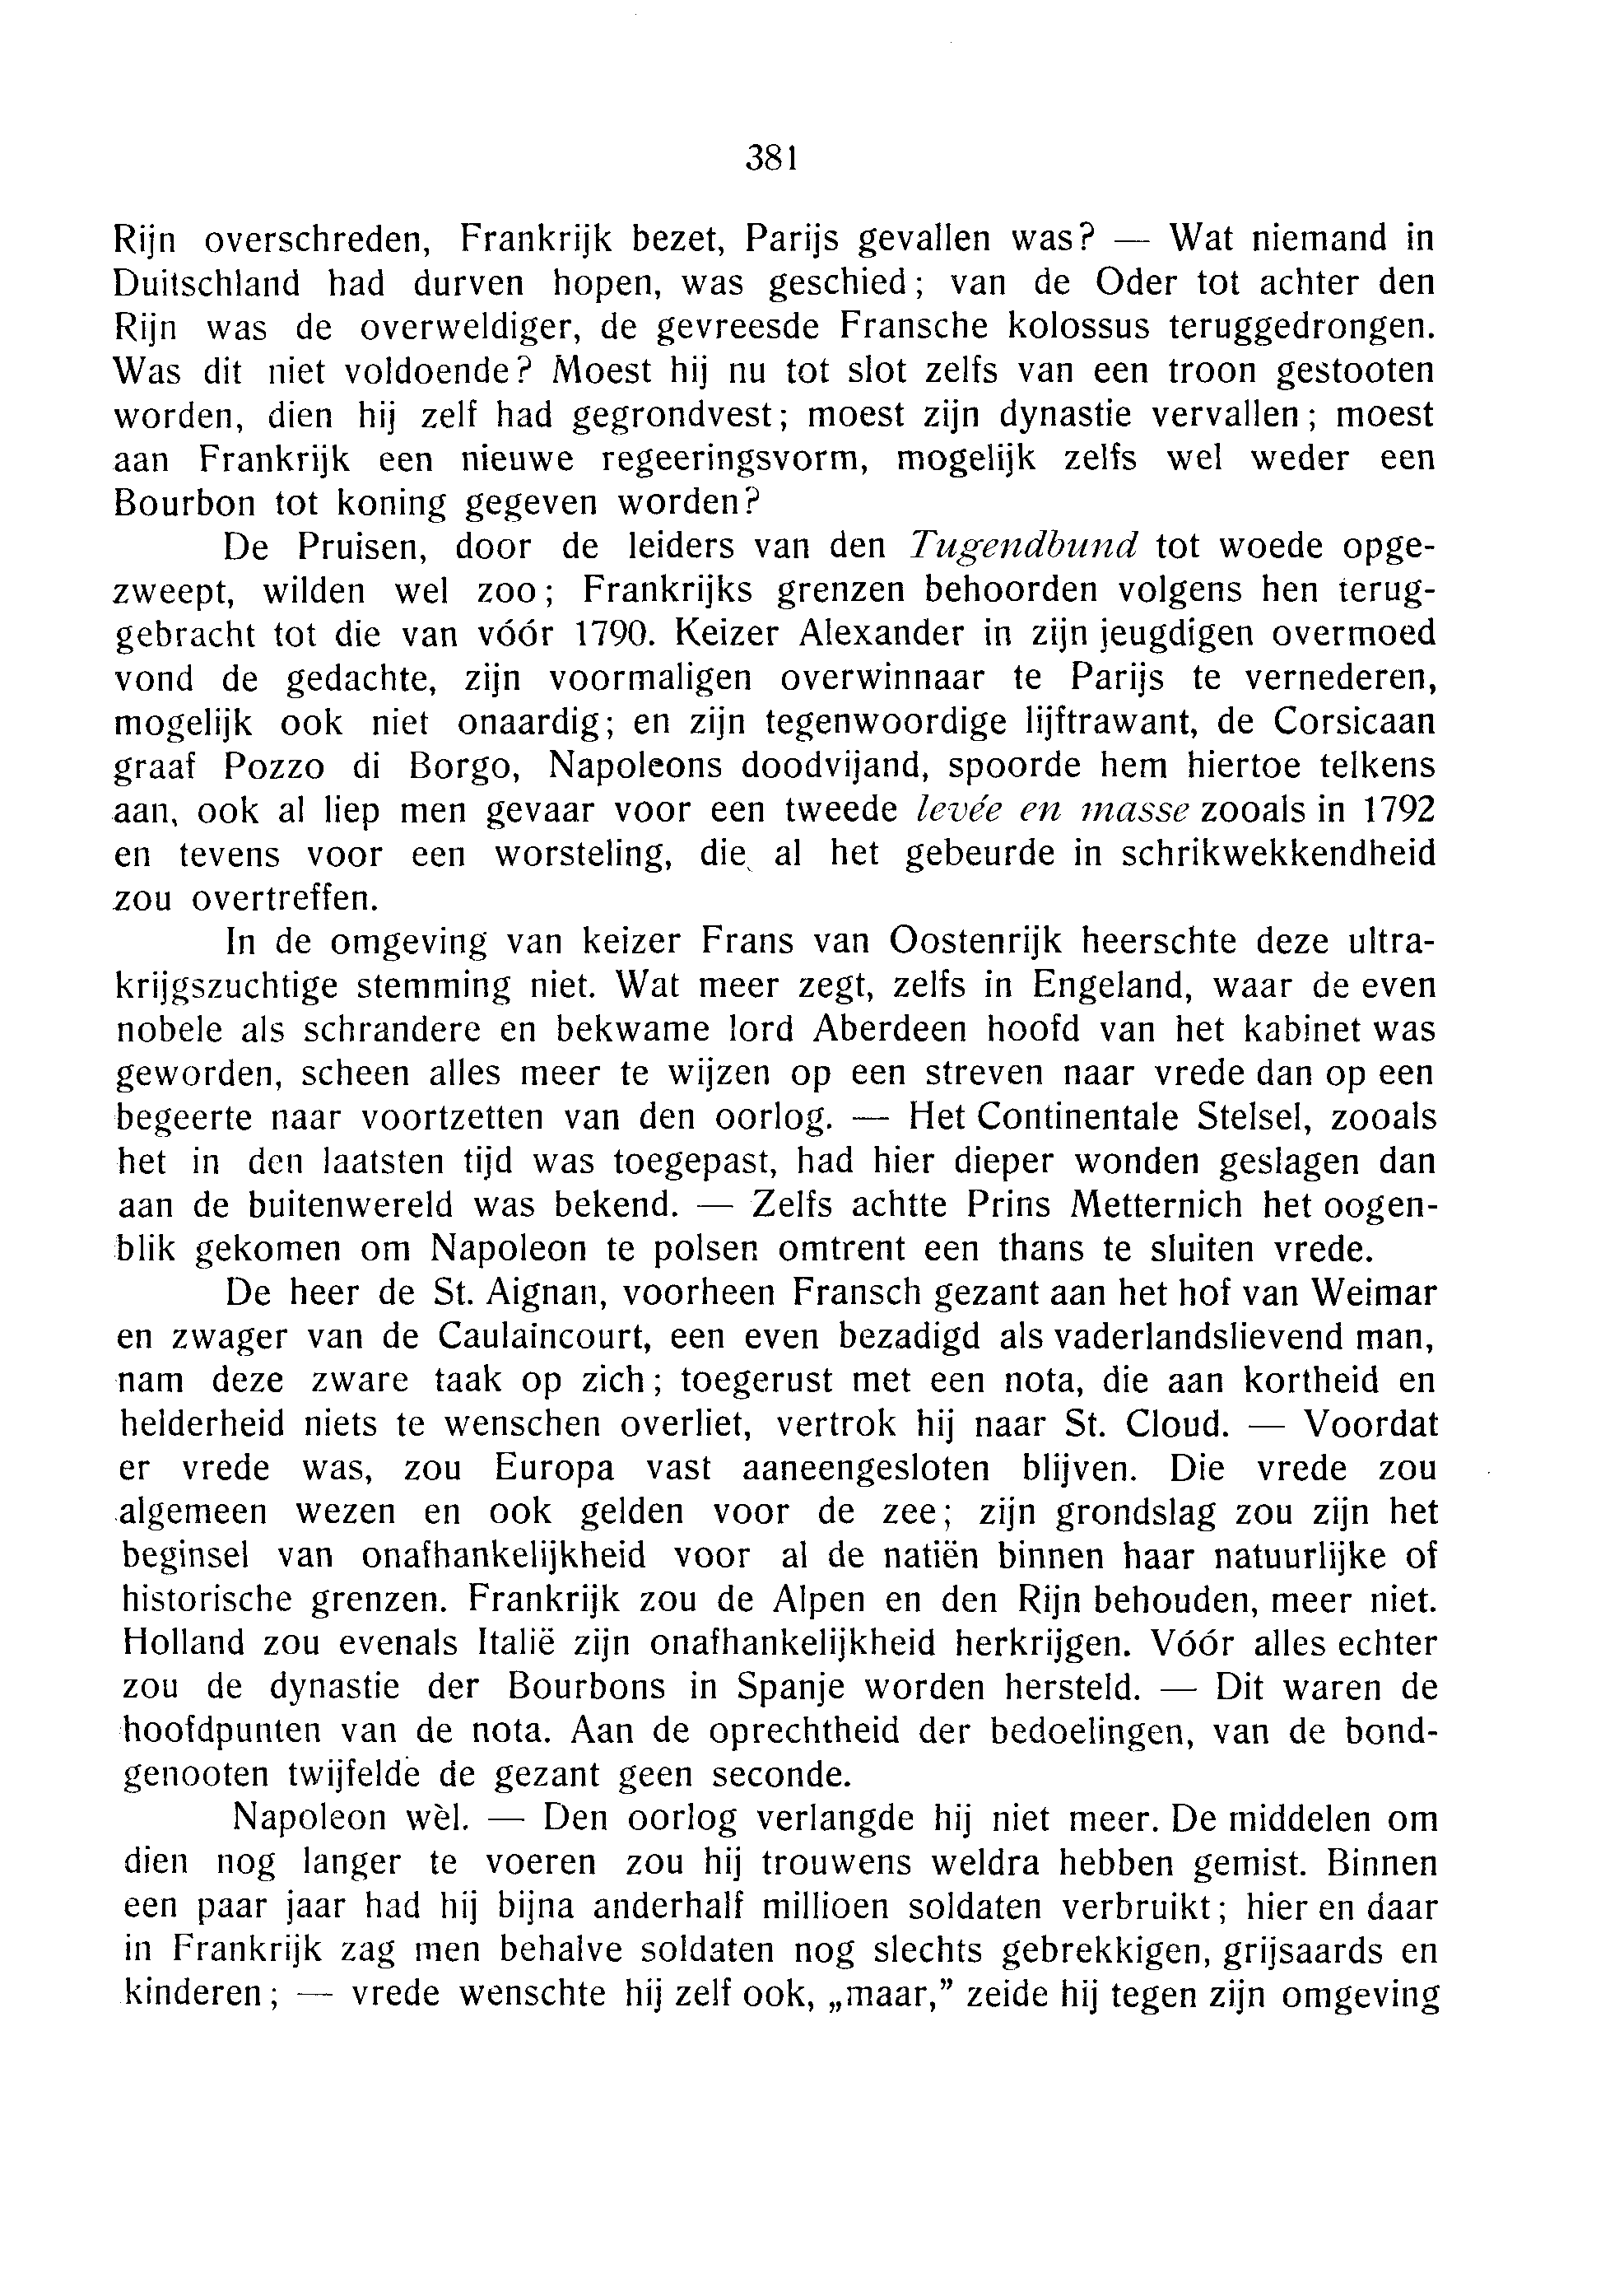 381
Rijn overschreden, Frankrijk bezet, Parijs gevallen was? — Wat niemand in
Duitschland had durven hopen, was geschied; van de Oder tot achter den
Rijn was de overweldiger, de gevreesde Fransche kolossus teruggedrongen.
Was dit niet voldoende? Moest hij nu tot slot zelfs van een troon gestooten
worden, dien hij zelf had gegrondvest; moest zijn dynastie vervallen; moest
aan Frankrijk een nieuwe regeeringsvorm, mogelijk zelfs wel weder een
Bourbon tot koning gegeven worden?
De Pruisen, door de leiders van den Tugendbund tot woede opge-
zweept, wilden wel zoo; Frankrijks grenzen behoorden volgens hen terug-
gebracht tot die van vóór 1790. Keizer Alexander in zijn jeugdigen overmoed
vond de gedachte, zijn voormaligen overwinnaar te Parijs te vernederen,
mogelijk ook niet onaardig; en zijn tegenwoordige lijftrawant, de Corsicaan
graaf Pozzo di Borgo, Napoleons doodvijand, spoorde hem hiertoe telkens
aan, ook al liep men gevaar voor een tweede levée en masse zooals in 1792
en tevens voor een worsteling, die al het gebeurde in schrikwekkendheid
zou overtreffen.
In de omgeving van keizer Frans van Oostenrijk heerschte deze ultra-
krijgszuchtige stemming niet. Wat meer zegt, zelfs in Engeland, waar de even
nobele als schrandere en bekwame lord Aberdeen hoofd van het kabinet was
geworden, scheen alles meer te wijzen op een streven naar vrede dan op een
begeerte naar voortzetten van den oorlog. — Het Continentale Stelsel, zooals
het in den laatsten tijd was toegepast, had hier dieper wonden geslagen dan
aan de buitenwereld was bekend. — Zelfs achtte Prins Metternich het oogen-
blik gekomen om Napoleon te polsen omtrent een thans te sluiten vrede.
De heer de St. Aignan, voorheen Fransch gezant aan het hof van Weimar
en zwager van de Caulaincourt, een even bezadigd als vaderlandslievend man,
nam deze zware taak op zich; toegerust met een nota, die aan kortheid en
helderheid niets te wenschen overliet, vertrok hij naar St. Cloud. — Voordat
er vrede was, zou Europa vast aaneengesloten blijven. Die vrede zou
algemeen wezen en ook gelden voor de zee; zijn grondslag zou zijn het
beginsel van onafhankelijkheid voor al de natiën binnen haar natuurlijke of
historische grenzen. Frankrijk zou de Alpen en den Rijn behouden, meer niet.
Holland zou evenals Italië zijn onafhankelijkheid herkrijgen. Vóór alles echter
zou de dynastie der Bourbons in Spanje worden hersteld. — Dit waren de
hoofdpunten van de nota. Aan de oprechtheid der bedoelingen, van de bond-
genooten twijfelde de gezant geen seconde.
Napoleon wèl. — Den oorlog verlangde hij niet meer. De middelen om
dien nog langer te voeren zou hij trouwens weldra hebben gemist. Binnen
een paar jaar had hij bijna anderhalf millioen soldaten verbruikt; hier en daar
in Frankrijk zag men behalve soldaten nog slechts gebrekkigen, grijsaards en
kinderen; — vrede wenschte hij zelf ook, „maar,” zeide hij tegen zijn omgeving